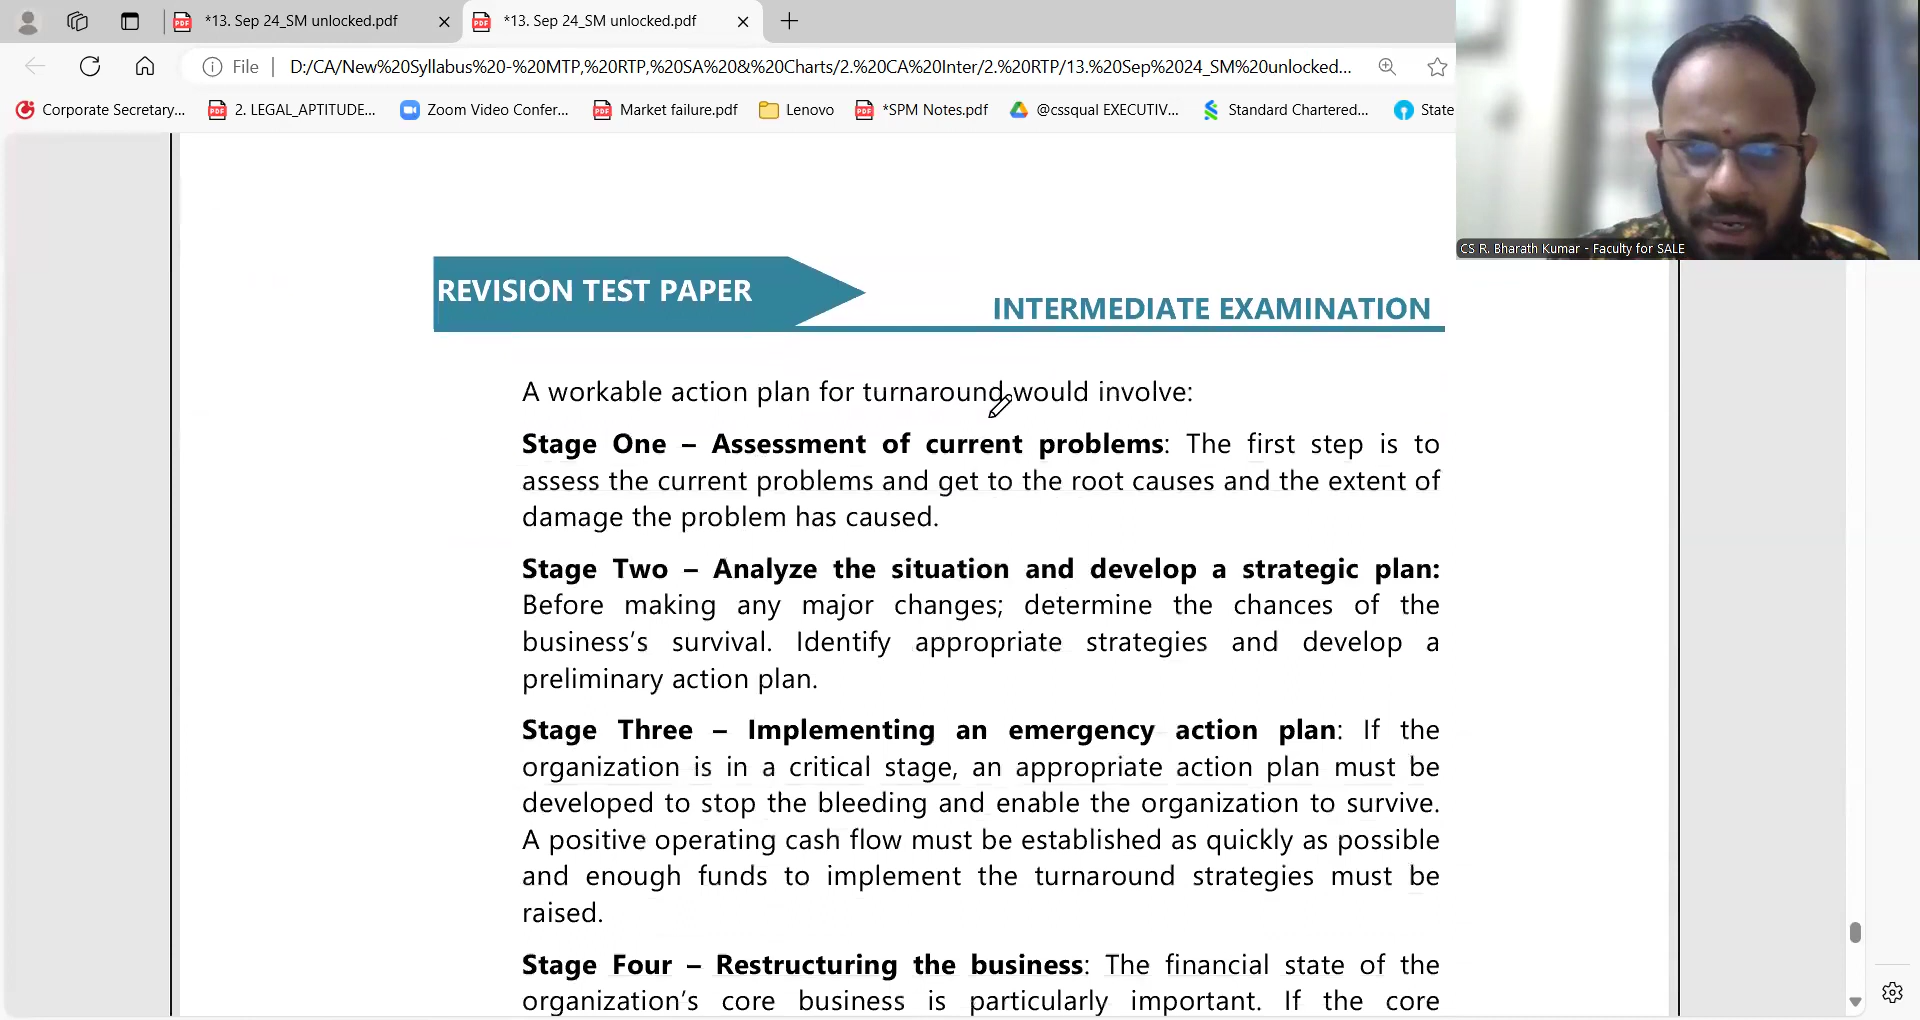 *13. Sep 24_SM unlocked.pdf
*13. Sep 24_SM unlocked.pdf
File
D:/CA/New%20Syllabus%20-%20MTP,%20RTP,%20SA%20&%20Charts/2.%20CA%20Inter/2.%20RTP/13.%20Sep%2024_SM%20unlocked...
Corporate Secretary...
2. LEGAL_APTITUDE...
Zoom Video Confer...
Market failure.pdf
Lenovo
*SPM Notes.pdf
@cssqual EXECUTIV...
Standard Chartered...
State
CS R. Bharath Kumar - Faculty for SALE
REVISION TEST PAPER
INTERMEDIATE EXAMINATION
A workable action plan for turnaround would involve:
Stage One – Assessment of current problems: The first step is to
assess the current problems and get to the root causes and the extent of
damage the problem has caused.
Stage Two – Analyze the situation and develop a strategic plan:
Before making any major changes; determine the chances of the
business’s survival. Identify appropriate strategies and develop a
preliminary action plan.
Stage Three – Implementing an emergency action plan: If the
organization is in a critical stage, an appropriate action plan must be
developed to stop the bleeding and enable the organization to survive.
A positive operating cash flow must be established as quickly as possible
and enough funds to implement the turnaround strategies must be
raised.
Stage Four – Restructuring the business: The financial state of the
organization’s core business is particularly important. If the core